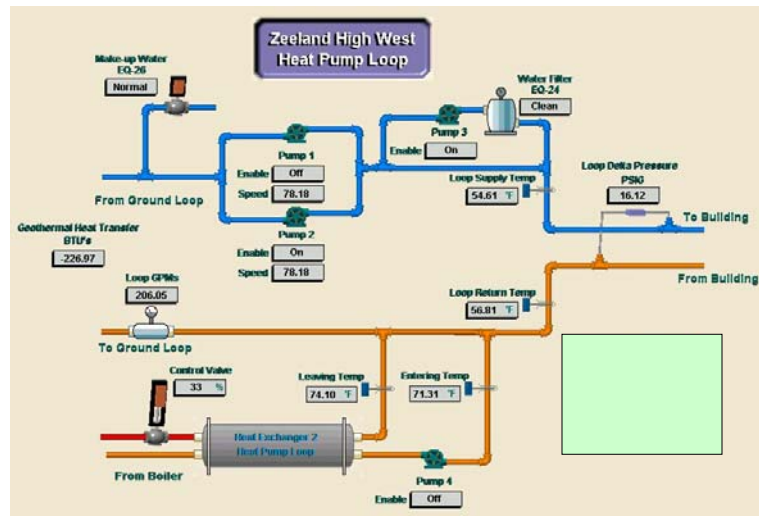 Zeeland High West
Heat Pump Loop
Make-up Water
EQ-26
Normal
Water Filter
EQ-24
Clean
Pump 3
Enable On
Pump 1
Enable Off
Speed 78.18
From Ground Loop
Pump 2
Enable On
Speed 78.18
Loop Supply Temp
54.61 °F
Loop Delta Pressure
PSIG
16.12
To Building
Geothermal Heat Transfer
BTU's
-226.97
From Building
Loop GPMs
206.05
Loop Return Temp
56.81 °F
To Ground Loop
Control Valve
33 %
Leaving Temp
74.10 °F
Entering Temp
71.31 °F
Heat Exchanger 2
Heat Pump Loop
From Boiler
Pump 4
Enable Off